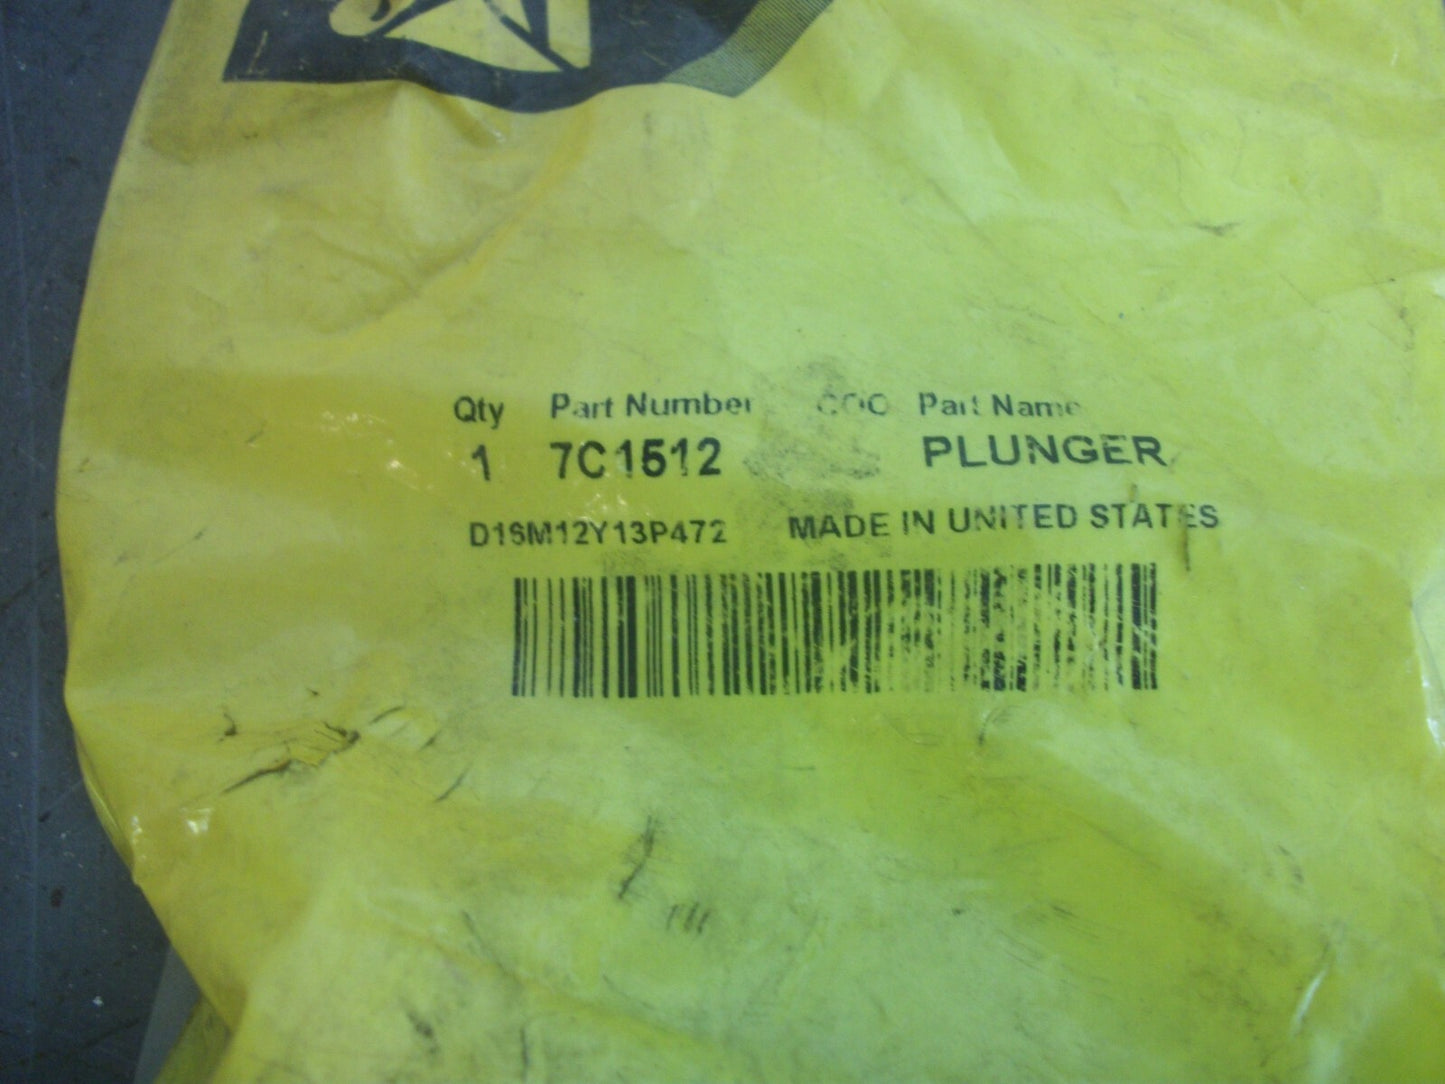 Qty Part Number COO Part Name
1 7C1512 PLUNGER
D16M12Y13P472 MADE IN UNITED STATES